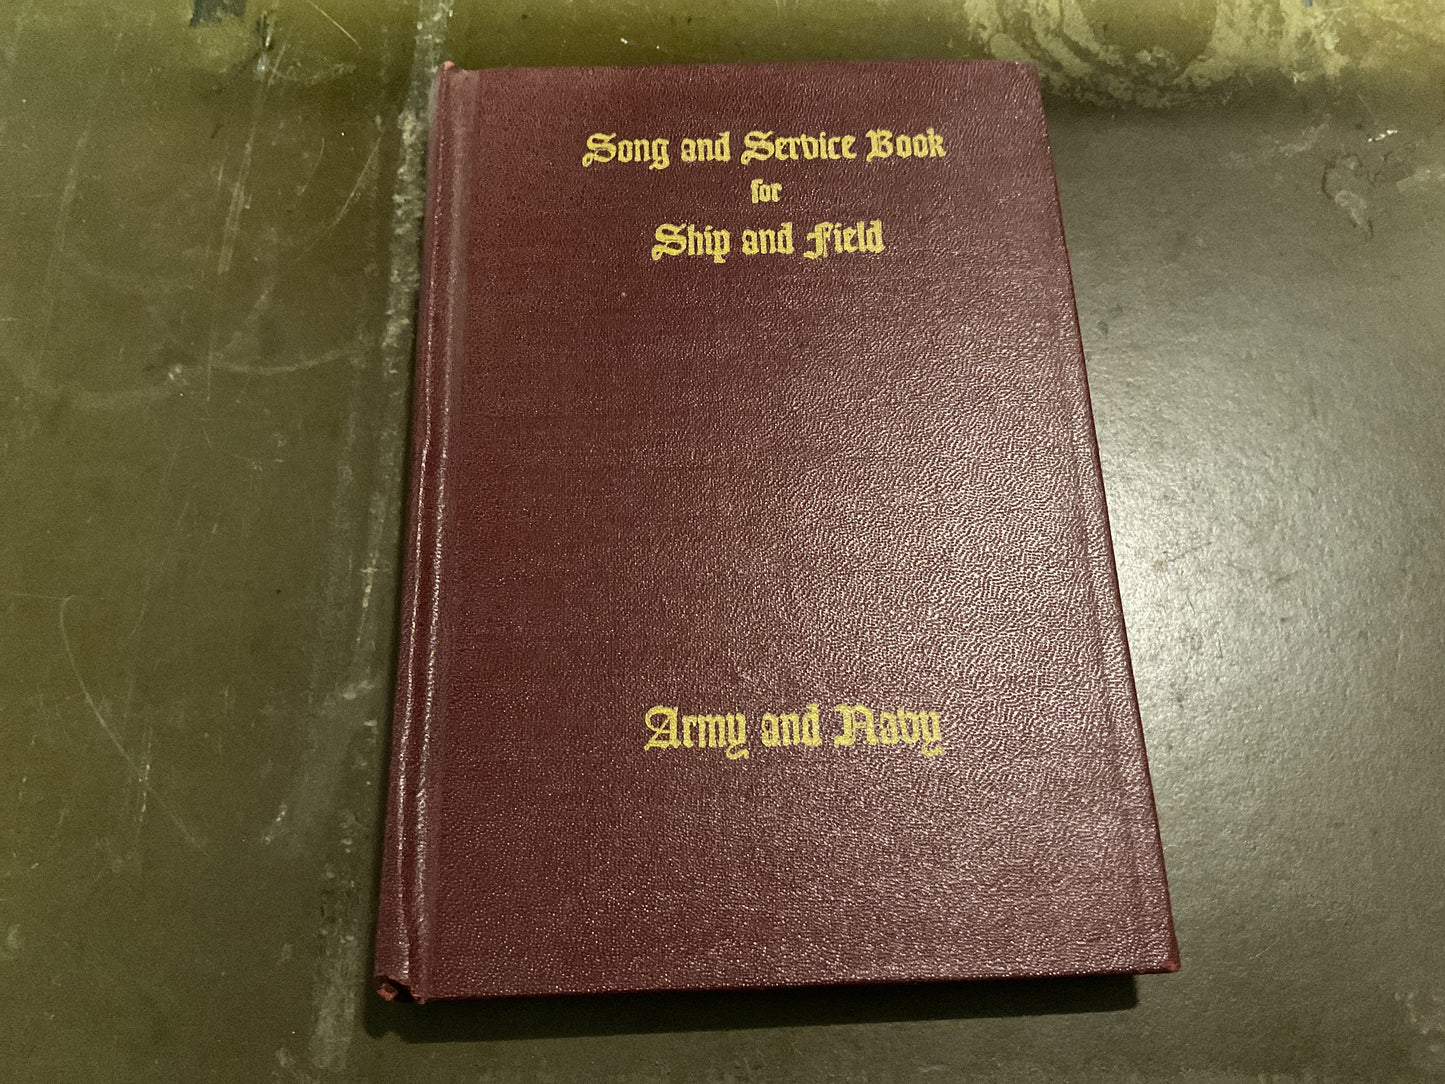 Song and Service Book
for
Ship and Field
Army and Navy